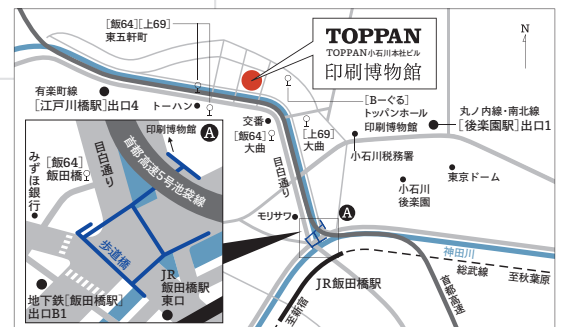 [飯64][上69]
東五軒町
TOPPAN
TOPPAN小石川本社ビル
印刷博物館
N
有楽町線
[江戸川橋駅]出口4
トーハン
交番
[飯64]
大曲
[上69]
大曲
[Bーぐる]
トッパンホール
印刷博物館
丸ノ内線・南北線
[後楽園駅]出口1
小石川税務署
東京ドーム
小石川
後楽園
目白通り
モリサワ
A
神田川
総武線
至秋葉原
首都高速
JR飯田橋駅
至新宿
印刷博物館
A
首都高速5号池袋線
目白通り
[飯64]
飯田橋
みずほ銀行
歩道橋
JR
飯田橋駅
東口
地下鉄[飯田橋駅]
出口B1